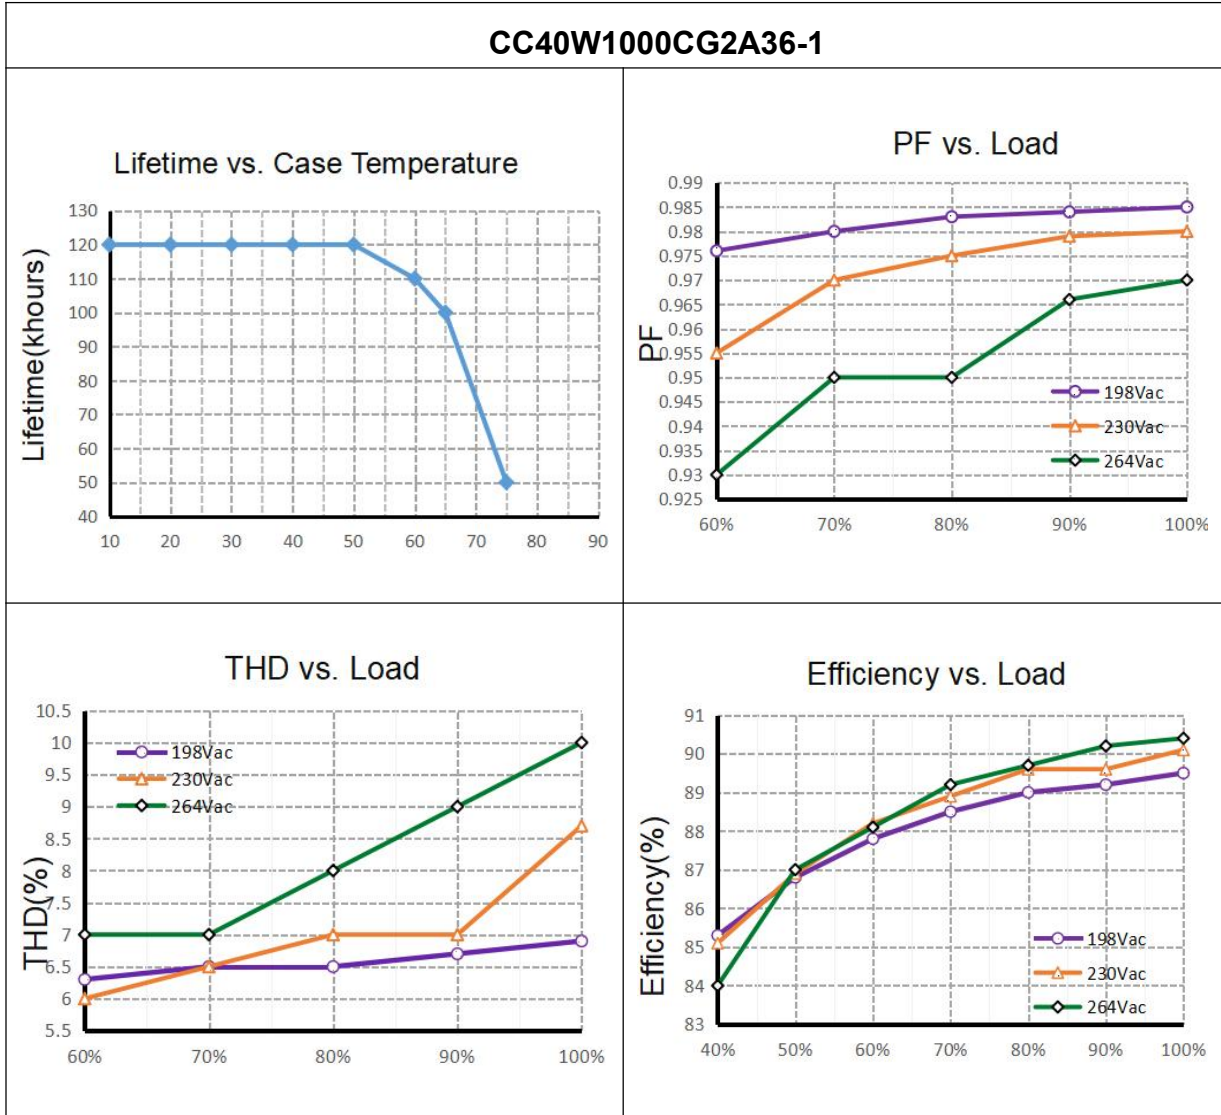 CC40W1000CG2A36-1
Lifetime vs. Case Temperature
Lifetime(khours)
130
120
110
100
90
80
70
60
50
40
10 20 30 40 50 60 70 80 90
PF vs. Load
PF
0.99
0.985
0.98
0.975
0.97
0.965
0.96
0.955
0.95
0.945
0.94
0.935
0.93
0.925
198Vac
230Vac
264Vac
60% 70% 80% 90% 100%
THD vs. Load
THD(%)
10.5
10
9.5
9
8.5
8
7.5
7
6.5
6
5.5
198Vac
230Vac
264Vac
60% 70% 80% 90% 100%
Efficiency vs. Load
Efficiency(%)
91
90
89
88
87
86
85
84
83
198Vac
230Vac
264Vac
40% 50% 60% 70% 80% 90% 100%